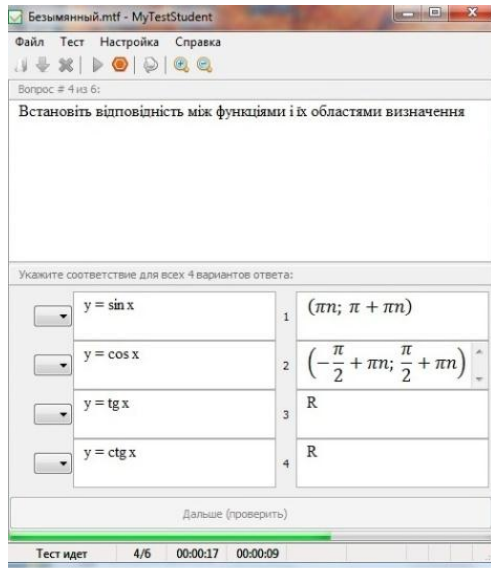 Безымянный.mtf - MyTestStudent
Файл Тест Настройка Справка
Вопрос # 4 из 6:
Встановіть відповідність між функціями і їх областями визначення
Укажите соответствие для всех 4 вариантов ответа:
y = sin x
1 (πn; π + πn)
y = cos x
2 (−π/2 + πn; π/2 + πn)
y = tg x
3 R
y = ctg x
4 R
Дальше (проверить)
Тест идет 4/6 00:00:17 00:00:09